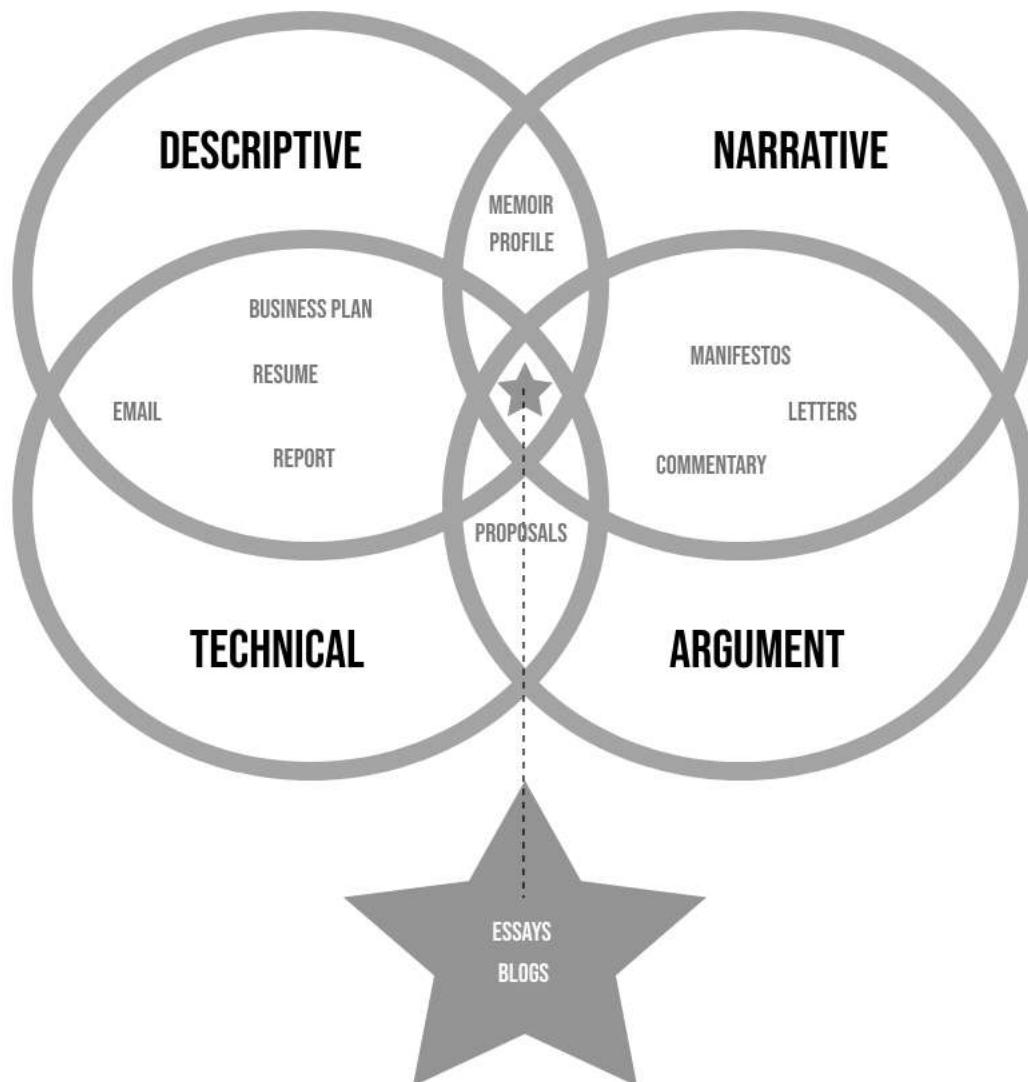 DESCRIPTIVE
NARRATIVE
MEMOIR
PROFILE
BUSINESS PLAN
RESUME
EMAIL
REPORT
MANIFESTOS
LETTERS
COMMENTARY
PROPOSALS
TECHNICAL
ARGUMENT
ESSAYS
BLOGS